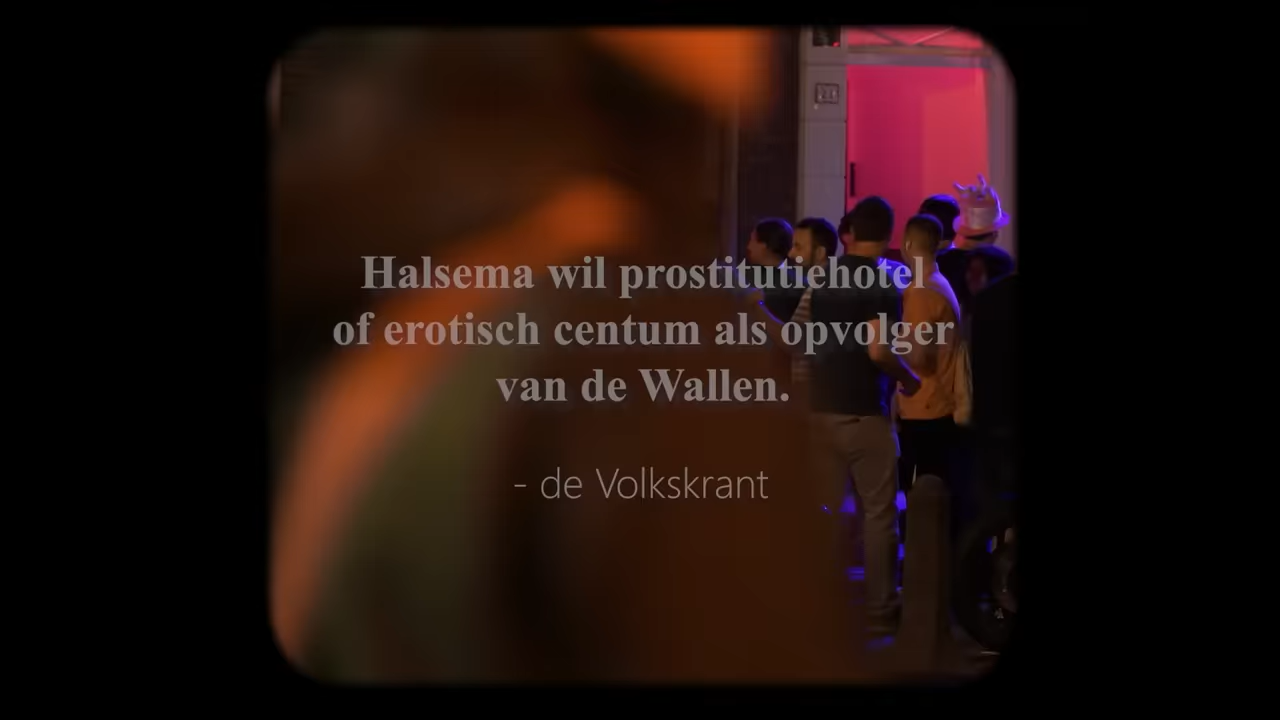 Halsema wil prostitutiehotel
of erotisch centum als opvolger
van de Wallen.
- de Volkskrant